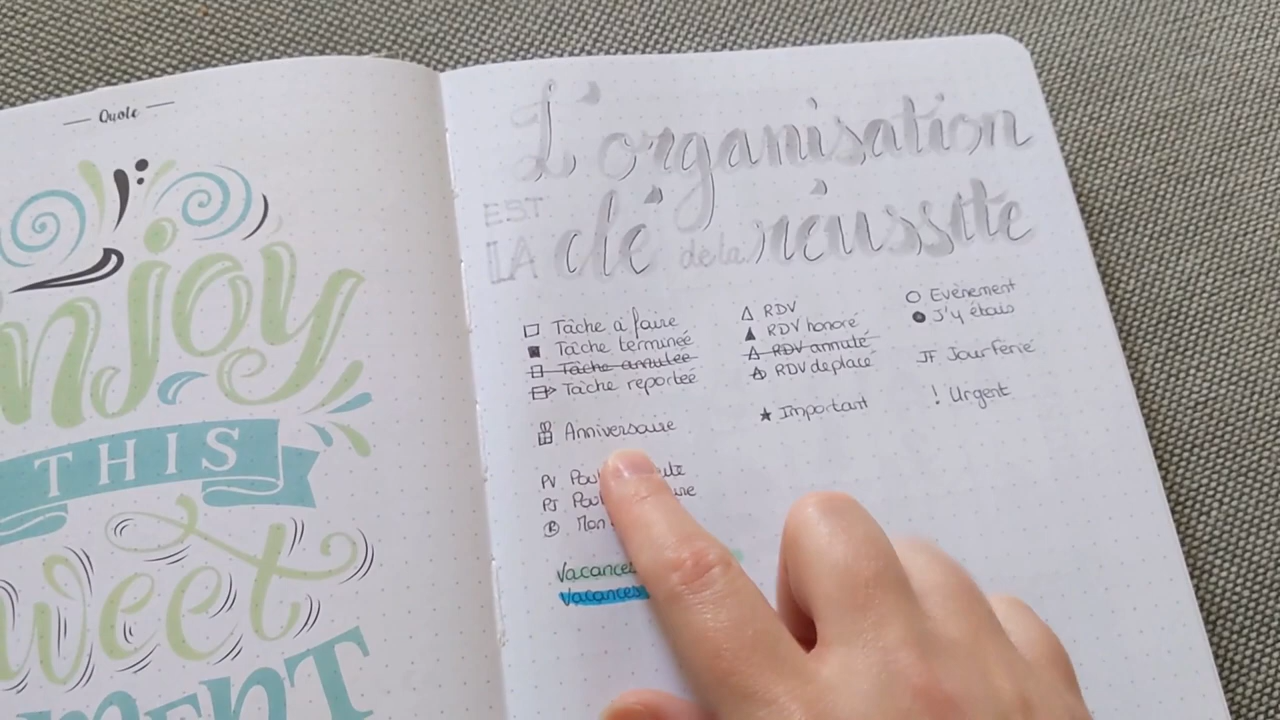 Quote
enjoy
THIS
sweet
L'organisation
EST
LA clé de la réussite
Tâche à faire
Tâche terminée
Tâche annulée
Tâche reportée
Anniversaire
PV
PJ
R
Vacances
Vacances
RDV
RDV honoré
RDV annulé
RDV déplacé
Important
Evènement
J'y étais
JF Jour Férié
! Urgent